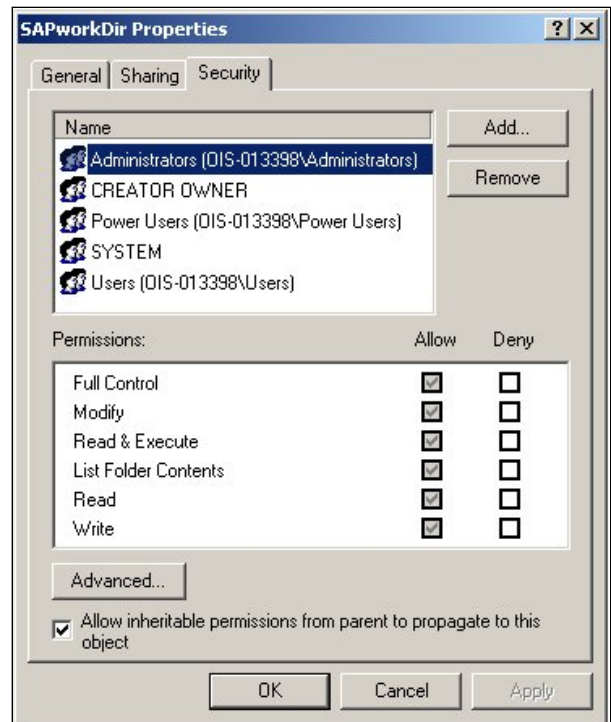 SAPworkDir Properties
General Sharing Security
Name
Add...
Administrators (OIS-013398\Administrators)
Remove
CREATOR OWNER
Power Users (OIS-013398\Power Users)
SYSTEM
Users (OIS-013398\Users)
Permissions: Allow Deny
Full Control
Modify
Read & Execute
List Folder Contents
Read
Write
Advanced...
Allow inheritable permissions from parent to propagate to this
object
OK Cancel Apply